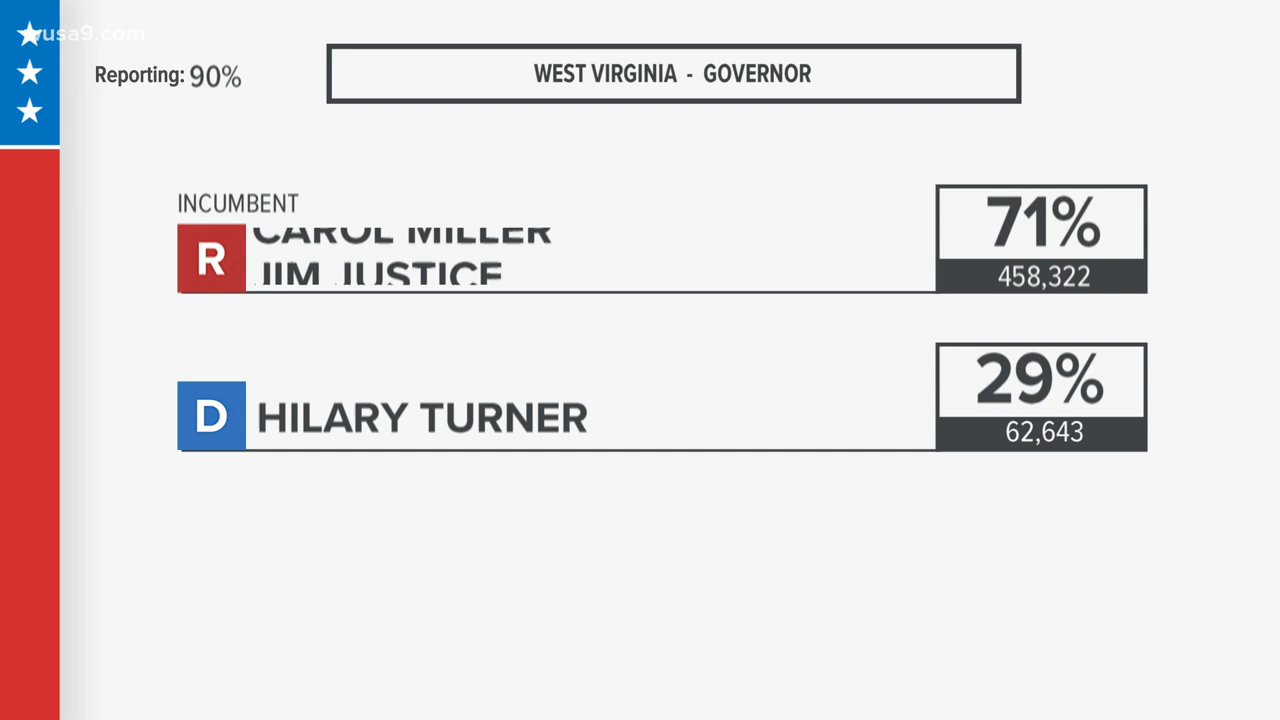 wusa9.com
Reporting: 90%
WEST VIRGINIA - GOVERNOR
INCUMBENT
R CAROL MILLER
JIM JUSTICE
71%
458,322
D HILARY TURNER
29%
62,643